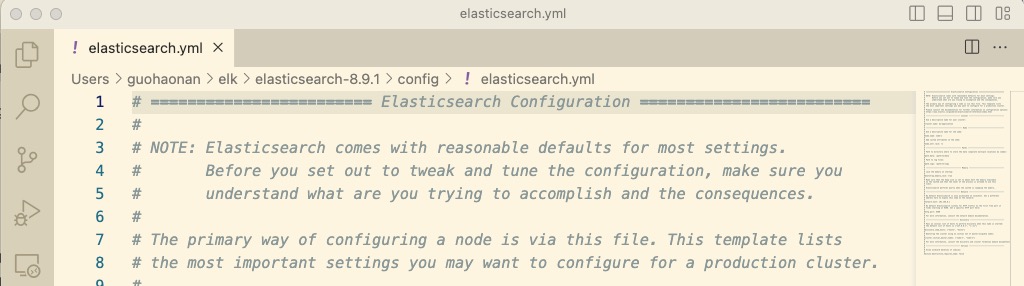 elasticsearch.yml
! elasticsearch.yml ×
Users > guohaonan > elk > elasticsearch-8.9.1 > config > ! elasticsearch.yml
1 # ======================== Elasticsearch Configuration =========================
2 #
3 # NOTE: Elasticsearch comes with reasonable defaults for most settings.
4 #       Before you set out to tweak and tune the configuration, make sure you
5 #       understand what are you trying to accomplish and the consequences.
6 #
7 # The primary way of configuring a node is via this file. This template lists
8 # the most important settings you may want to configure for a production cluster.
9 #